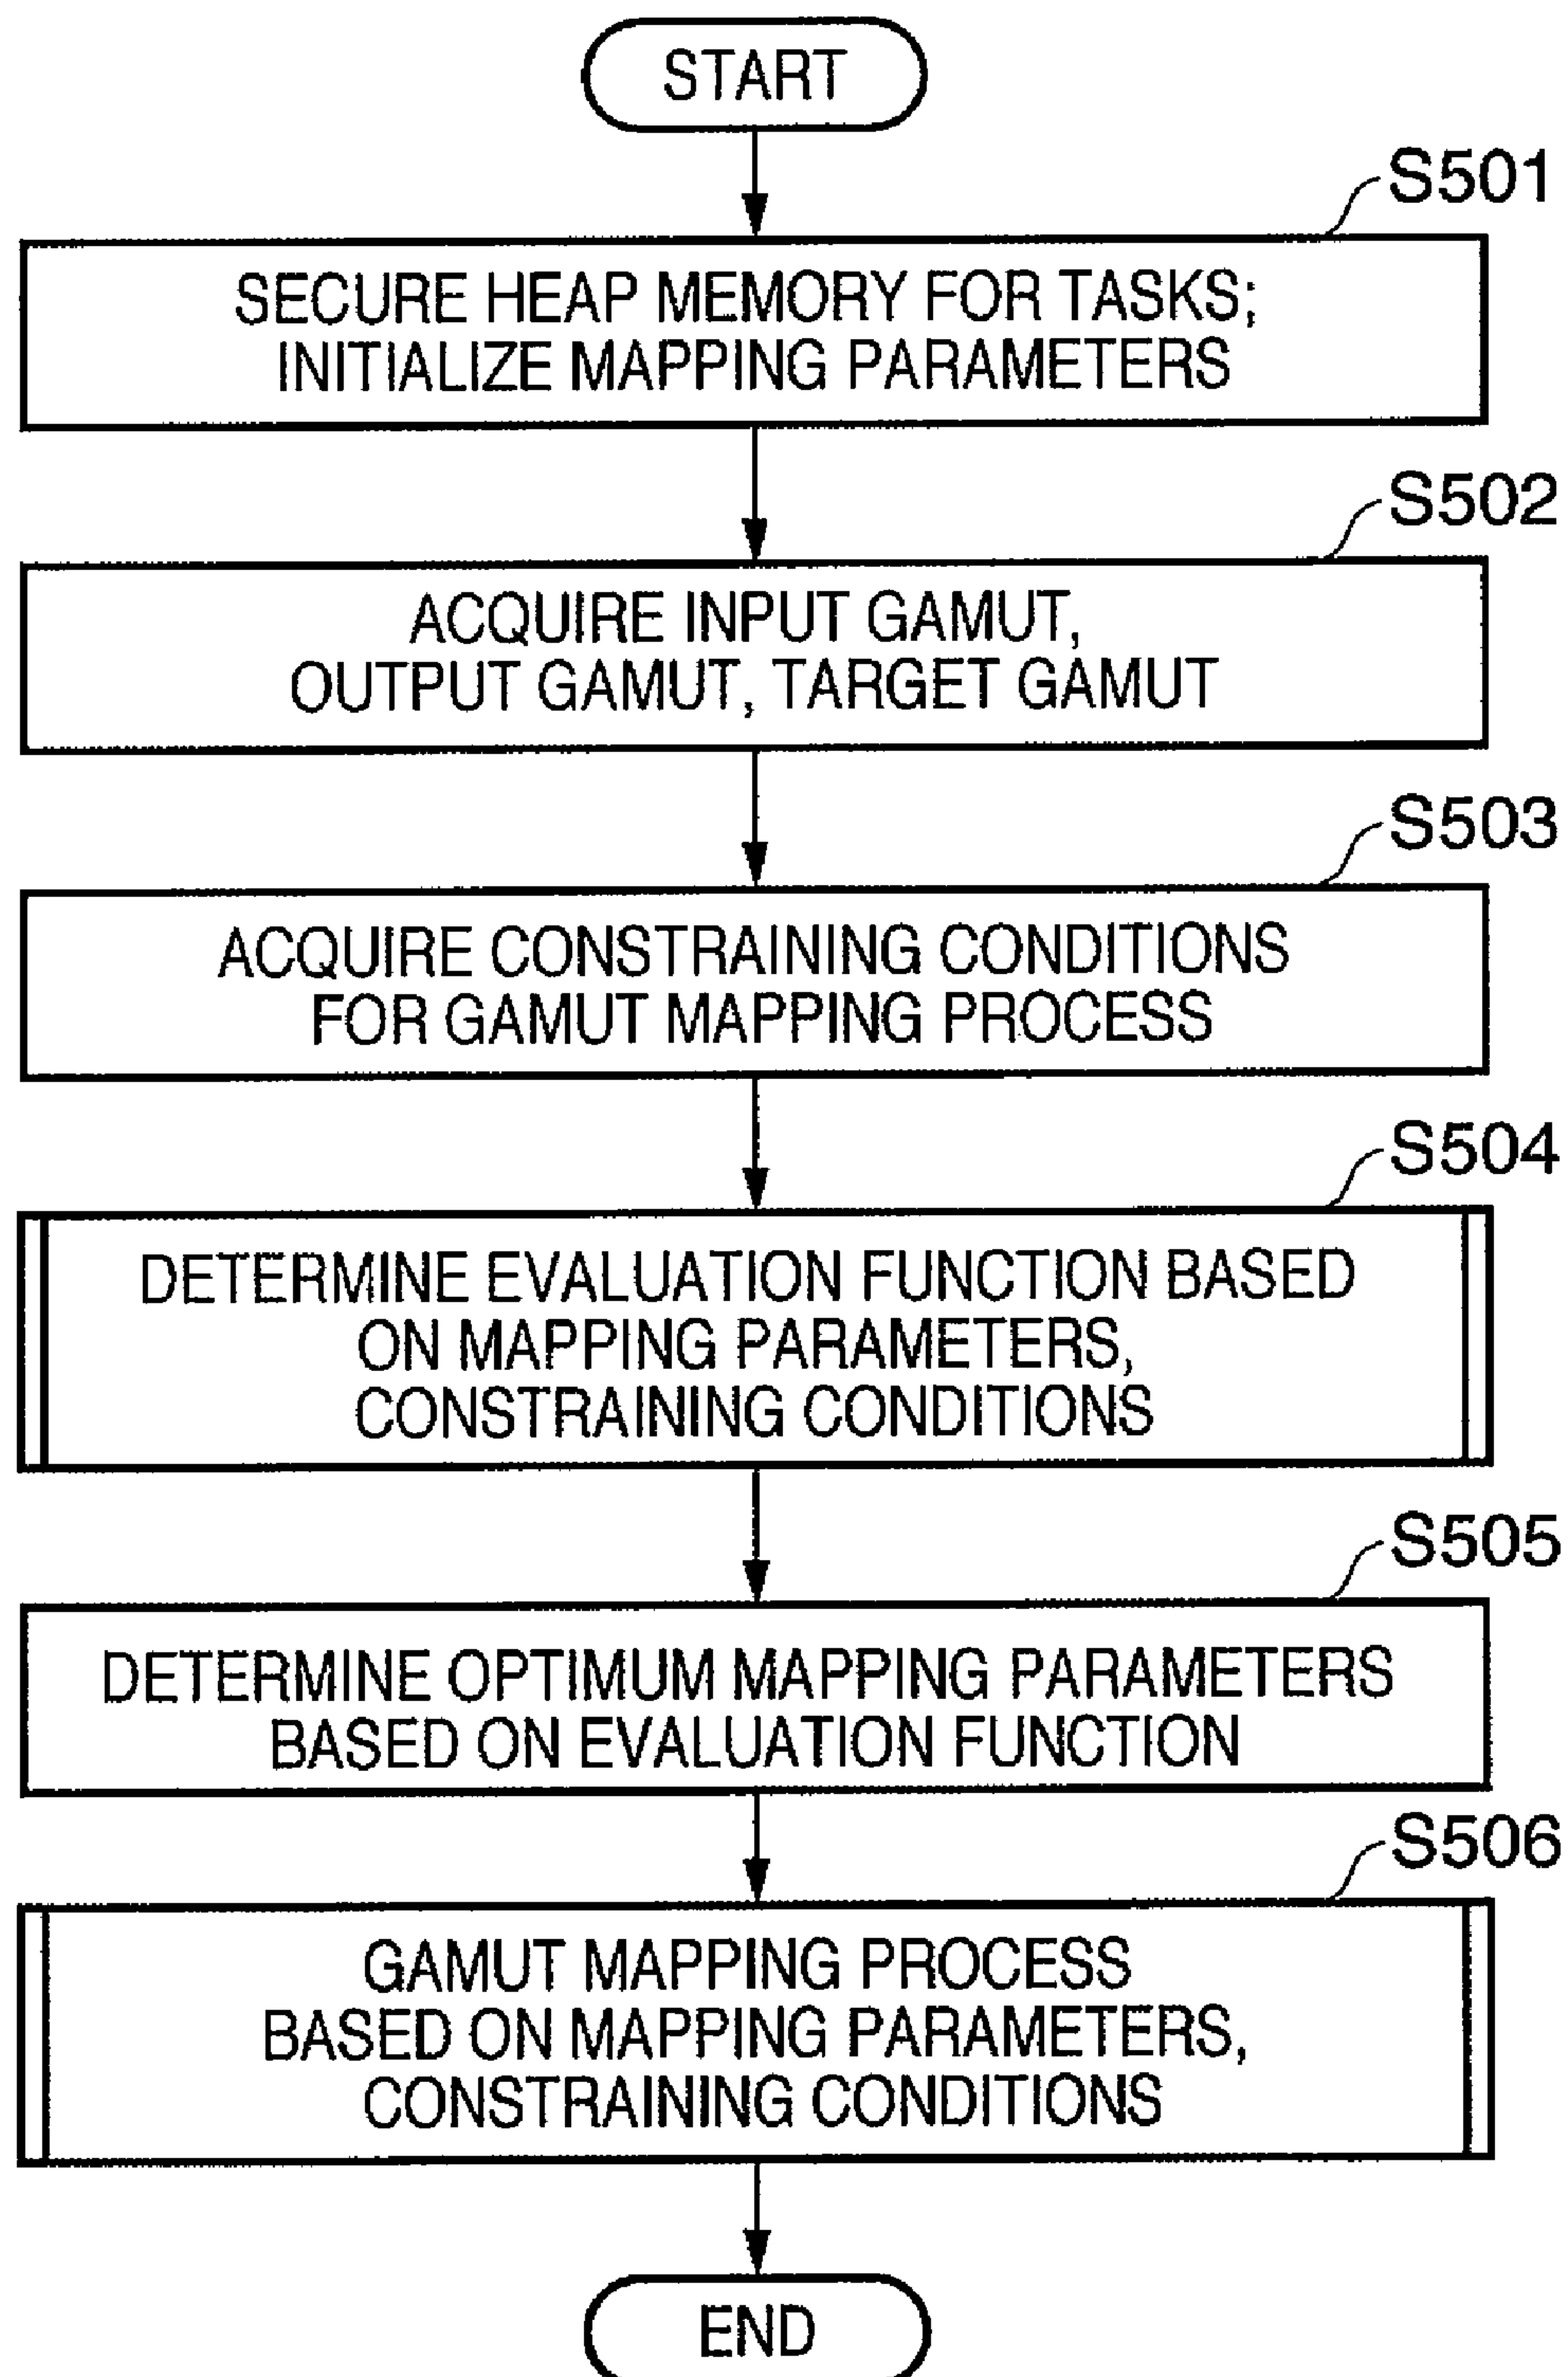 START
S501
SECURE HEAP MEMORY FOR TASKS;
INITIALIZE MAPPING PARAMETERS
S502
ACQUIRE INPUT GAMUT,
OUTPUT GAMUT, TARGET GAMUT
S503
ACQUIRE CONSTRAINING CONDITIONS
FOR GAMUT MAPPING PROCESS
S504
DETERMINE EVALUATION FUNCTION BASED
ON MAPPING PARAMETERS,
CONSTRAINING CONDITIONS
S505
DETERMINE OPTIMUM MAPPING PARAMETERS
BASED ON EVALUATION FUNCTION
S506
GAMUT MAPPING PROCESS
BASED ON MAPPING PARAMETERS,
CONSTRAINING CONDITIONS
END